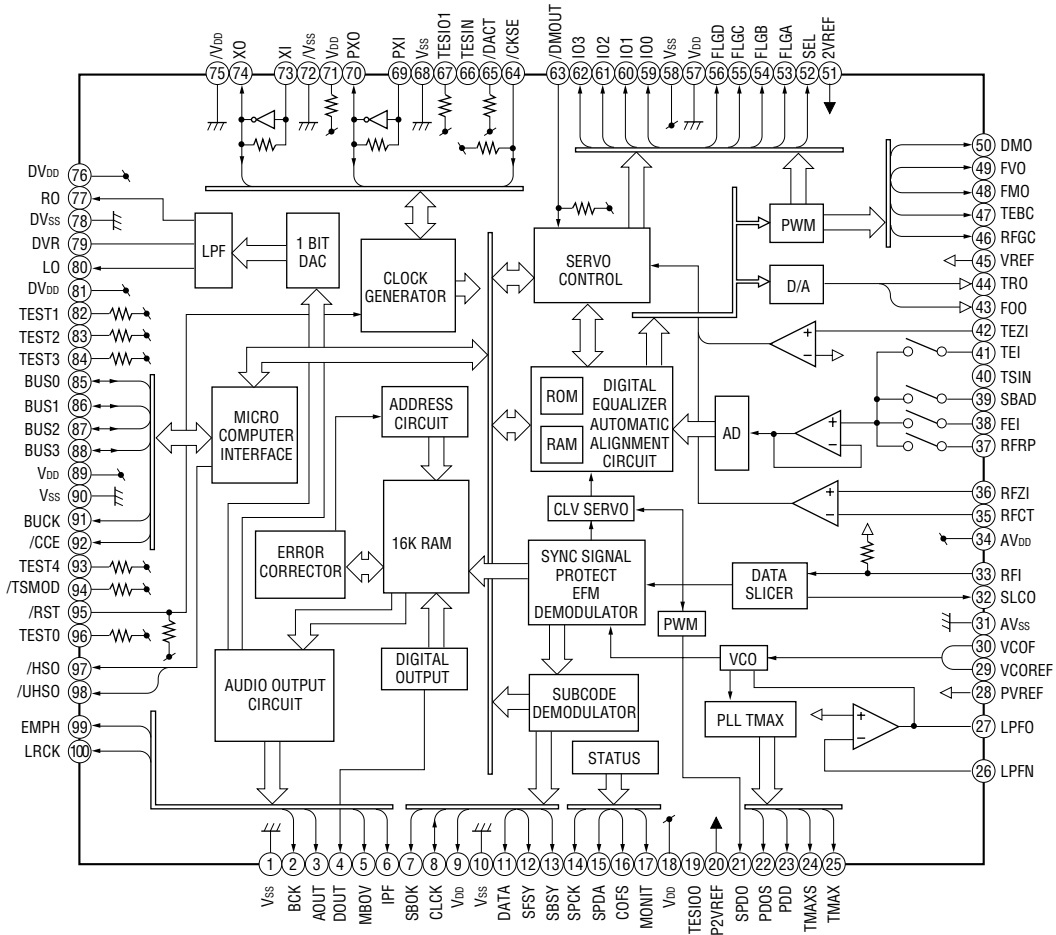 /VDD
XO
XI
/VSS
VDD
PXO
PXI
VSS
TESIO1
TESIN
/DACT
/CKSE
/DMOUT
IO3
IO2
IO1
IO0
VSS
VDD
FLGD
FLGC
FLGB
FLGA
SEL
2VREF
75 74 73 72 71 70 69 68 67 66 65 64 63 62 61 60 59 58 57 56 55 54 53 52 51
DVDD 76
RO 77
DVSS 78
DVR 79
LO 80
DVDD 81
TEST1 82
TEST2 83
TEST3 84
BUS0 85
BUS1 86
BUS2 87
BUS3 88
VDD 89
VSS 90
BUCK 91
/CCE 92
TEST4 93
/TSMOD 94
/RST 95
TEST0 96
/HSO 97
/UHSO 98
EMPH 99
LRCK 100
LPF
1 BIT
DAC
CLOCK
GENERATOR
SERVO
CONTROL
PWM
D/A
MICRO
COMPUTER
INTERFACE
ADDRESS
CIRCUIT
ROM
RAM
DIGITAL
EQUALIZER
AUTOMATIC
ALIGNMENT
CIRCUIT
AD
+
−
+
−
+
−
CLV SERVO
16K RAM
ERROR
CORRECTOR
SYNC SIGNAL
PROTECT
EFM
DEMODULATOR
DATA
SLICER
PWM
VCO
AUDIO OUTPUT
CIRCUIT
DIGITAL
OUTPUT
SUBCODE
DEMODULATOR
PLL TMAX
+
−
STATUS
50 DMO
49 FVO
48 FMO
47 TEBC
46 RFGC
45 VREF
44 TRO
43 FOO
42 TEZI
41 TEI
40 TSIN
39 SBAD
38 FEI
37 RFRP
36 RFZI
35 RFCT
34 AVDD
33 RFI
32 SLCO
31 AVSS
30 VCOF
29 VCOREF
28 PVREF
27 LPFO
26 LPFN
1 2 3 4 5 6 7 8 9 10 11 12 13 14 15 16 17 18 19 20 21 22 23 24 25
VSS
BCK
AOUT
DOUT
MBOV
IPF
SBOK
CLCK
VDD
VSS
DATA
SFSY
SBSY
SPCK
SPDA
COFS
MONIT
VDD
TESIO0
P2VREF
SPDO
PDOS
PDD
TMAXS
TMAX